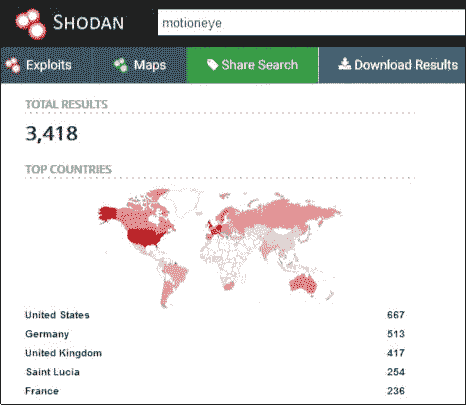 SHODAN
motioneye
Exploits
Maps
Share Search
Download Results
TOTAL RESULTS
3,418
TOP COUNTRIES
United States 667
Germany 513
United Kingdom 417
Saint Lucia 254
France 236